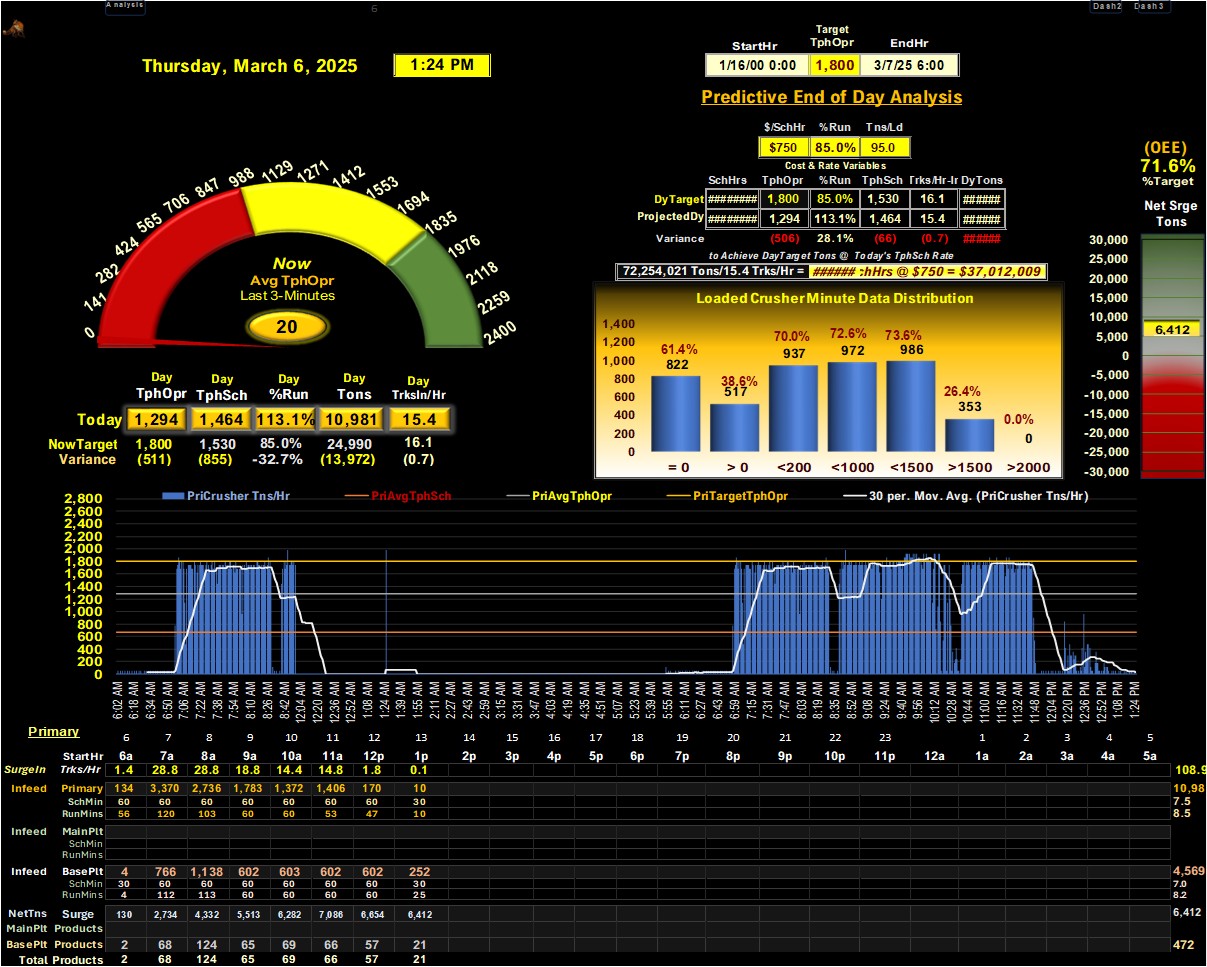 Analysis
6
Dash2 Dash3
Thursday, March 6, 2025
1:24 PM
StartHr Target TphOpr EndHr
1/16/00 0:00 1,800 3/7/25 6:00
Predictive End of Day Analysis
$/SchHr %Run Tns/Ld
$750 85.0% 95.0
Cost & Rate Variables
SchHrs TphOpr %Run TphSch Trks/Hr-Ir DyTons
DyTarget ######## 1,800 85.0% 1,530 16.1 ######
ProjectedDy ######## 1,294 113.1% 1,464 15.4 ######
Variance (506) 28.1% (66) (0.7) ######
to Achieve DayTarget Tons @ Today's TphSch Rate
72,254,021 Tons/15.4 Trks/Hr = ###### :hHrs @ $750 = $37,012,009
(OEE)
71.6%
%Target
Net Srge
Tons
30,000
25,000
20,000
15,000
10,000
6,412
5,000
0
-5,000
-10,000
-15,000
-20,000
-25,000
-30,000
0 141 282 424 565 706 847 988 1129 1271 1412 1553 1694 1835 1976 2118 2259 2400
Now
Avg TphOpr
Last 3-Minutes
20
Day TphOpr Day TphSch Day %Run Day Tons Day TrksIn/Hr
Today 1,294 1,464 113.1% 10,981 15.4
NowTarget 1,800 1,530 85.0% 24,990 16.1
Variance (511) (855) -32.7% (13,972) (0.7)
Loaded Crusher Minute Data Distribution
1,400
1,200
1,000
800
600
400
200
0
61.4% 38.6% 70.0% 72.6% 73.6% 26.4% 0.0%
822 517 937 972 986 353 0
= 0 > 0 <200 <1000 <1500 >1500 >2000
PriCrusher Tns/Hr PriAvgTphSch PriAvgTphOpr PriTargetTphOpr 30 per. Mov. Avg. (PriCrusher Tns/Hr)
2,800
2,600
2,400
2,200
2,000
1,800
1,600
1,400
1,200
1,000
800
600
400
200
0
6:02 AM 6:18 AM 6:34 AM 6:50 AM 7:06 AM 7:22 AM 7:38 AM 7:54 AM 8:10 AM 8:26 AM 8:42 AM 12:04 AM 12:20 AM 12:36 AM 12:52 AM 1:08 AM 1:24 AM 1:39 AM 1:55 AM 2:11 AM 2:27 AM 2:43 AM 2:59 AM 3:15 AM 3:31 AM 3:47 AM 4:03 AM 4:19 AM 4:35 AM 4:51 AM 5:07 AM 5:23 AM 5:39 AM 5:55 AM 6:11 AM 6:27 AM 6:43 AM 6:59 AM 7:15 AM 7:31 AM 7:47 AM 8:03 AM 8:19 AM 8:36 AM 8:52 AM 9:08 AM 9:24 AM 9:40 AM 9:56 AM 10:12 AM 10:28 AM 10:44 AM 11:00 AM 11:16 AM 11:32 AM 11:48 AM 12:04 PM 12:20 PM 12:36 PM 12:52 PM 1:08 PM 1:24 PM
Primary
6 7 8 9 10 11 12 13 14 15 16 17 18 19 20 21 22 23 1 2 3 4 5
StartHr 6a 7a 8a 9a 10a 11a 12p 1p 2p 3p 4p 5p 6p 7p 8p 9p 10p 11p 12a 1a 2a 3a 4a 5a
SurgeIn Trks/Hr 1.4 28.8 28.8 18.8 14.4 14.8 1.8 0.1 108.9
Infeed Primary 134 3,370 2,736 1,783 1,372 1,406 170 10 10,98
SchMin 60 60 60 60 60 60 60 30 7.5
RunMins 56 120 103 60 60 53 47 10 8.5
Infeed MainPlt
SchMin
RunMins
Infeed BasePlt 4 766 1,138 602 603 602 602 252 4,569
SchMin 30 60 60 60 60 60 60 30 7.0
RunMins 4 112 113 60 60 60 60 25 8.2
NetTns Surge 130 2,734 4,332 5,513 6,282 7,086 6,654 6,412 6,412
MainPlt Products
BasePlt Products 2 68 124 65 69 66 57 21 472
Total Products 2 68 124 65 69 66 57 21